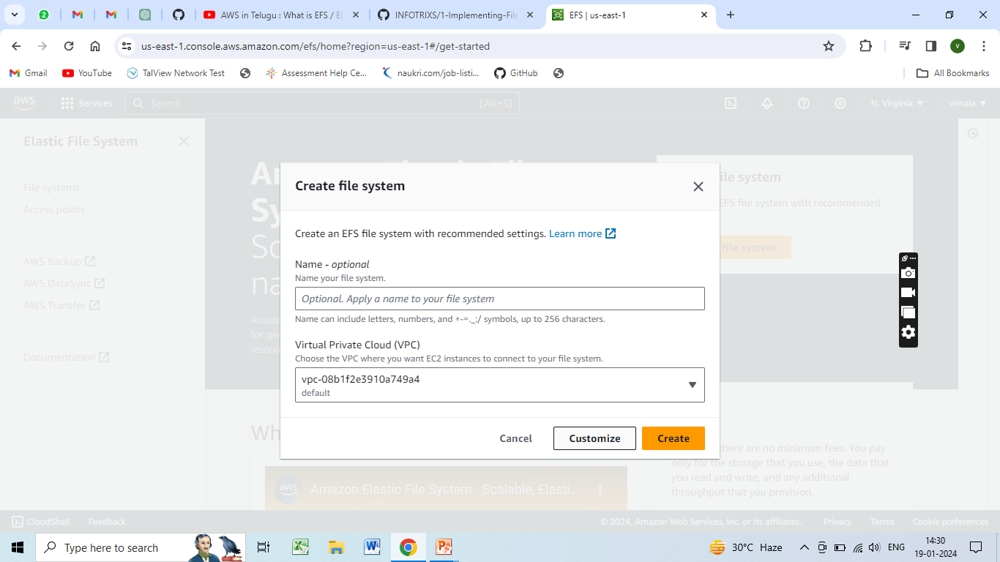 2
AWS in Telugu : What is EFS / El
INFOTRIXS/1-Implementing-File
EFS | us-east-1
us-east-1.console.aws.amazon.com/efs/home?region=us-east-1#/get-started
V
Gmail
YouTube
TalView Network Test
Assessment Help Ce...
naukri.com/job-listi...
GitHub
All Bookmarks
aws
Services
Search
[Alt+S]
N. Virginia
vimala
Elastic File System
File systems
Access points
AWS Backup
AWS DataSync
AWS Transfer
Documentation
file system
EFS file system with recommended
file system
Create file system
Create an EFS file system with recommended settings. Learn more
Name - optional
Name your file system.
Optional. Apply a name to your file system
Name can include letters, numbers, and +-=._:/ symbols, up to 256 characters.
Virtual Private Cloud (VPC)
Choose the VPC where you want EC2 instances to connect to your file system.
vpc-08b1f2e3910a749a4
default
Cancel
Customize
Create
aws
Amazon Elastic File System - Scalable, Elasti...
there are no minimum fees. You pay
only for the storage that you use, the data that
you read and write, and any additional
throughput that you provision.
CloudShell
Feedback
© 2024, Amazon Web Services, Inc. or its affiliates.
Privacy
Terms
Cookie preferences
Type here to search
30°C Haze
ENG
14:30
19-01-2024